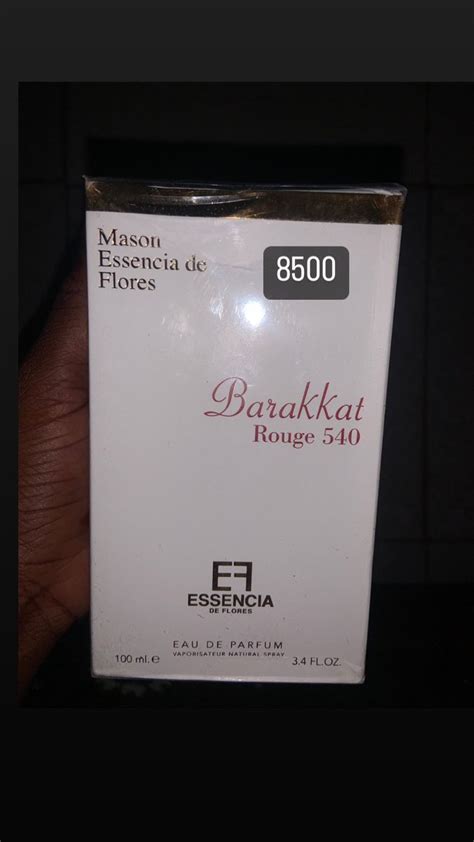 Mason
Essencia de
Flores
8500
Barakkat
Rouge 540
EF
ESSENCIA
DE FLORES
EAU DE PARFUM
VAPORISATEUR NATURAL SPRAY
100 ml. e
3.4 FL.OZ.